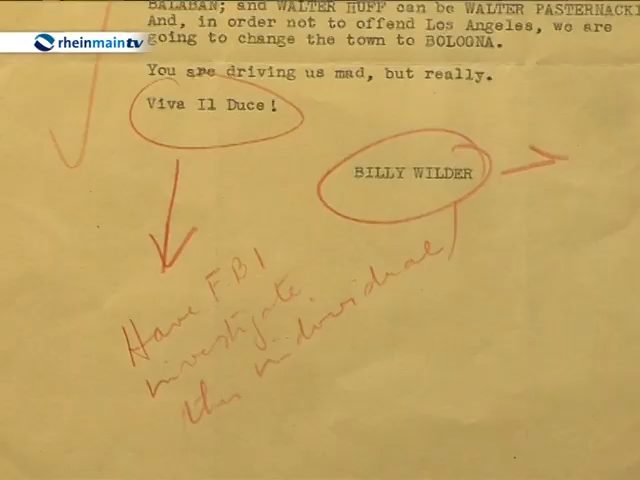 BALABAN; and WALTER HUFF can be WALTER PASTERNACKI
And, in order not to offend Los Angeles, we are
going to change the town to BOLOGNA.
You are driving us mad, but really.
Viva Il Duce!
BILLY WILDER
Have F.B.I
investigate
this individual
rheinmaintv